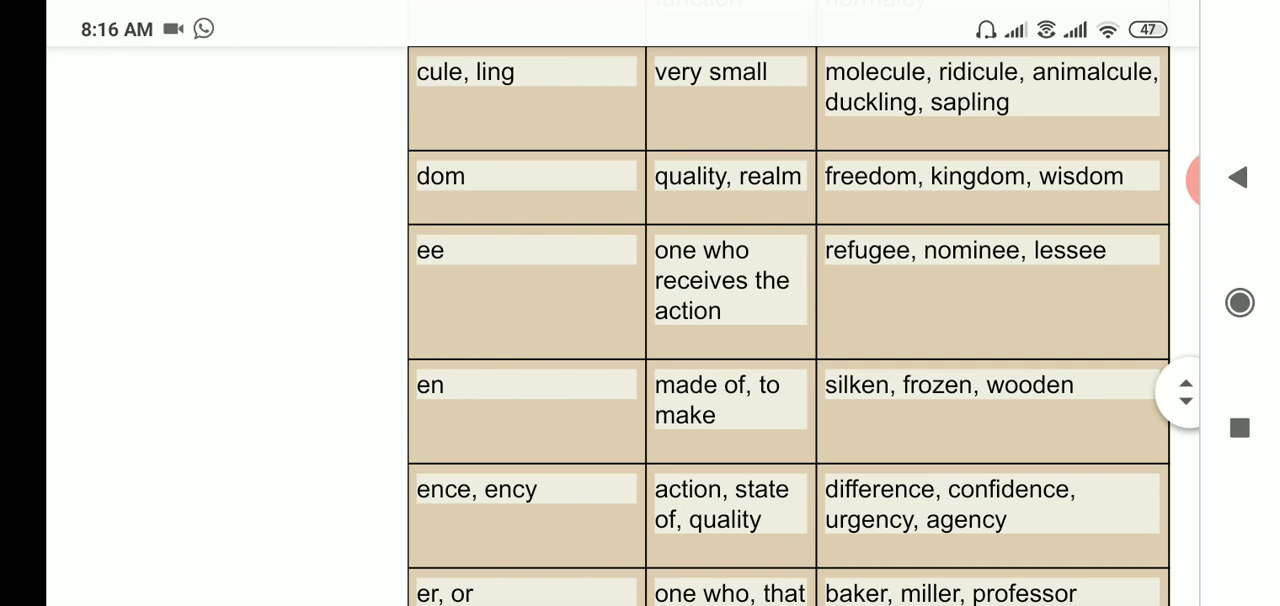 8:16 AM
47
cule, ling
very small
molecule, ridicule, animalcule,
duckling, sapling
dom
quality, realm
freedom, kingdom, wisdom
ee
one who
receives the
action
refugee, nominee, lessee
en
made of, to
make
silken, frozen, wooden
ence, ency
action, state
of, quality
difference, confidence,
urgency, agency
er, or
one who, that
baker, miller, professor